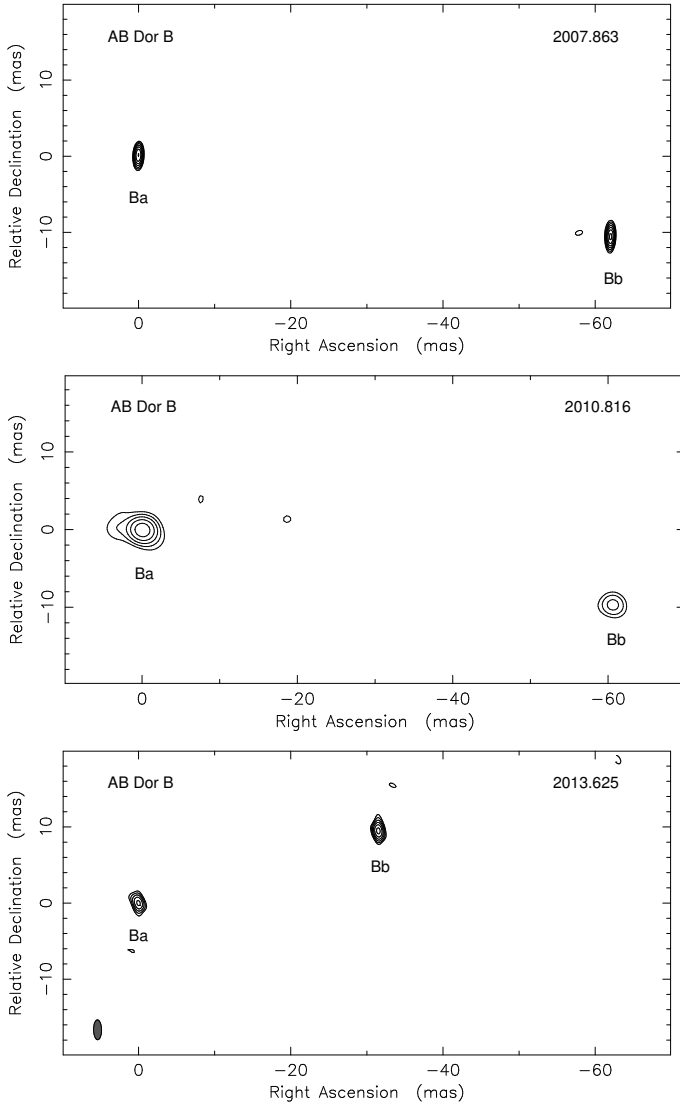 AB Dor B 2007.863
Relative Declination (mas)
10
0
−10
Ba
Bb
0 −20 −40 −60
Right Ascension (mas)
AB Dor B 2010.816
Relative Declination (mas)
10
0
−10
Ba
Bb
0 −20 −40 −60
Right Ascension (mas)
AB Dor B 2013.625
Relative Declination (mas)
10
0
−10
Bb
Ba
0 −20 −40 −60
Right Ascension (mas)